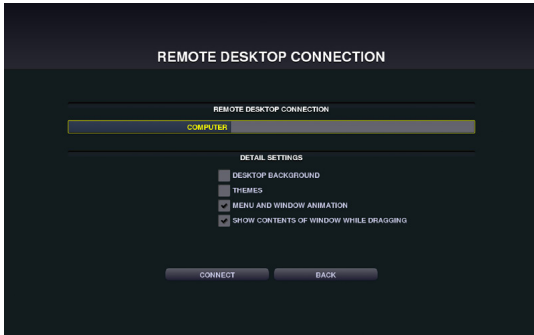 REMOTE DESKTOP CONNECTION
REMOTE DESKTOP CONNECTION
COMPUTER
DETAIL SETTINGS
DESKTOP BACKGROUND
THEMES
MENU AND WINDOW ANIMATION
SHOW CONTENTS OF WINDOW WHILE DRAGGING
CONNECT BACK